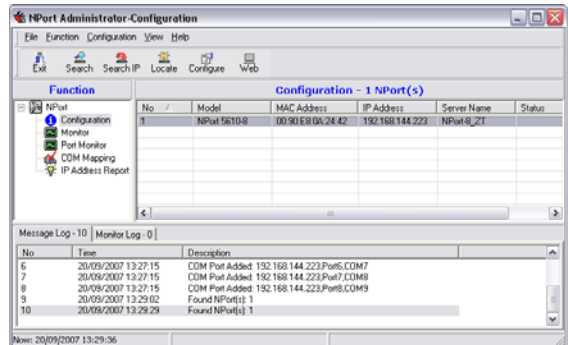 NPort Administrator-Configuration
File Function Configuration View Help
Exit Search Search IP Locate Configure Web
Function
Configuration - 1 NPort(s)
NPort
Configuration
Monitor
Port Monitor
COM Mapping
IP Address Report
No / Model MAC Address IP Address Server Name Status
1 NPort 5610-8 00:90:E8:0A:24:42 192.168.144.223 NPort-8_ZT
Message Log - 10 Monitor Log - 0
No Time Description
6 20/09/2007 13:27:15 COM Port Added: 192.168.144.223,Port6,COM7
7 20/09/2007 13:27:15 COM Port Added: 192.168.144.223,Port7,COM8
8 20/09/2007 13:27:15 COM Port Added: 192.168.144.223,Port8,COM9
9 20/09/2007 13:29:02 Found NPort(s): 1
10 20/09/2007 13:29:29 Found NPort(s): 1
Now: 20/09/2007 13:29:36